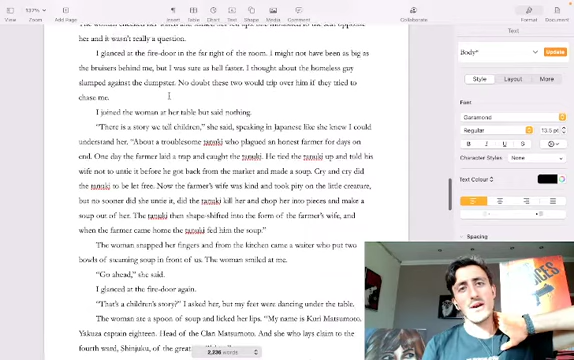 137%
View
Zoom
Add Page
Insert
Table
Chart
Text
Shape
Media
Comment
Collaborate
Format
Document
her and it wasn't really a question.
I glanced at the fire-door in the far right of the room. I might not have been as big as
the bruisers behind me, but I was sure as hell faster. I thought about the homeless guy
slumped against the dumpster. No doubt these two would trip over him if they tried to
chase me.
I joined the woman at her table but said nothing.
"There is a story we tell children," she said, speaking in Japanese like she knew I could
understand her. "About a troublesome tanuki who plagued an honest farmer for days on
end. One day the farmer laid a trap and caught the tanuki. He tied the tanuki up and told his
wife not to untie it before he got back from the market and made a soup. Cry and cry did
the tanuki to be let free. Now the farmer's wife was kind and took pity on the little creature,
but no sooner did she untie it, did the tanuki kill her and chop her into pieces and make a
soup out of her. The tanuki then shape-shifted into the form of the farmer's wife, and
when the farmer came home the tanuki fed him the soup."
The woman snapped her fingers and from the kitchen came a waiter who put two
bowls of steaming soup in front of us. The woman smiled at me.
"Go ahead," she said.
I glanced at the fire-door again.
"That's a children's story?" I asked her, but my feet were dancing under the table.
The woman ate a spoon of soup and licked her lips. "My name is Kuri Matsumoto.
Yakuza captain eighteen. Head of the Clan Matsumoto. And she who lays claim to the
fourth ward, Shinjuku, of the great
2,236 words
Text
Body*
Update
Style
Layout
More
Font
Garamond
Regular
13.5 pt
B
I
U
S
Character Styles
None
Text Colour
Spacing